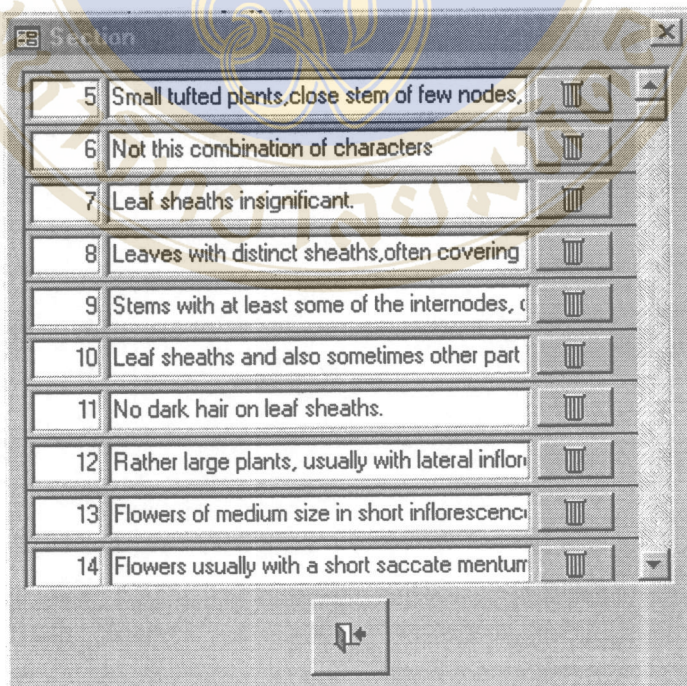 Section
5 Small tufted plants,close stem of few nodes,
6 Not this combination of characters
7 Leaf sheaths insignificant.
8 Leaves with distinct sheaths,often covering
9 Stems with at least some of the internodes,
10 Leaf sheaths and also sometimes other part
11 No dark hair on leaf sheaths.
12 Rather large plants, usually with lateral
13 Flowers of medium size in short
14 Flowers usually with a short saccate mentum